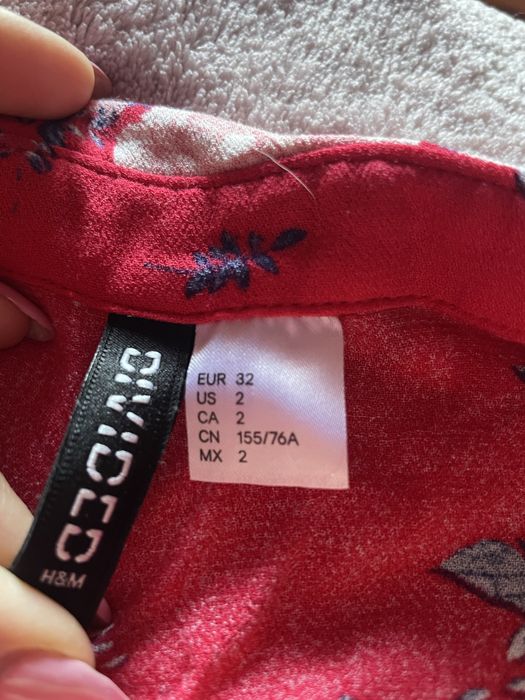 DIVIDED
H&M
EUR 32
US 2
CA 2
CN 155/76A
MX 2